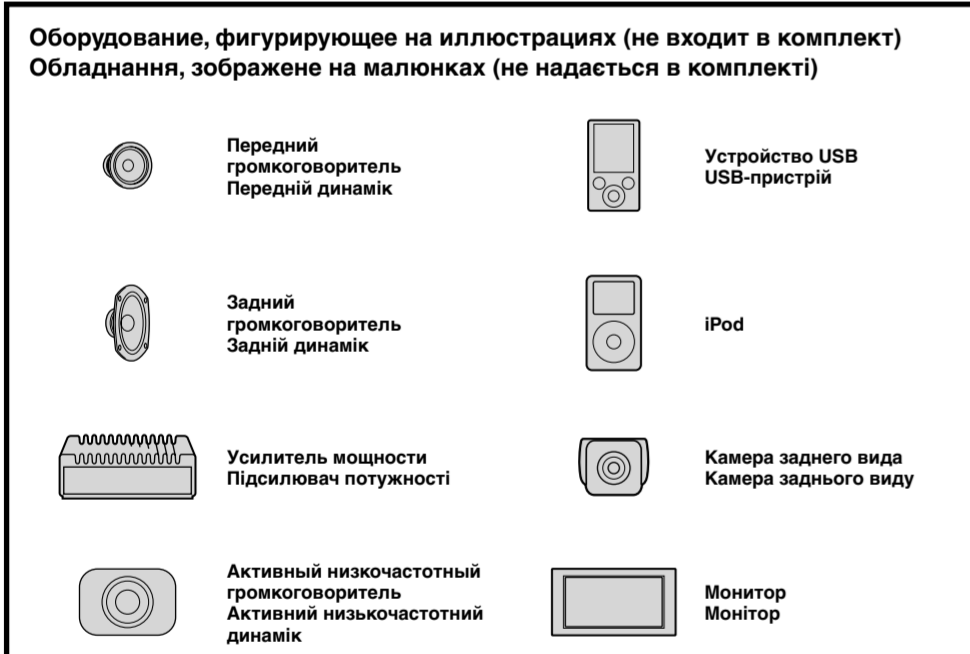 Оборудование, фигурирующее на иллюстрациях (не входит в комплект)
Обладнання, зображене на малюнках (не надається в комплекті)
Передний
громкоговоритель
Передній динамік
Устройство USB
USB-пристрій
Задний
громкоговоритель
Задній динамік
iPod
Усилитель мощности
Підсилювач потужності
Камера заднего вида
Камера заднього виду
Активный низкочастотный
громкоговоритель
Активний низькочастотний
динамік
Монитор
Монітор